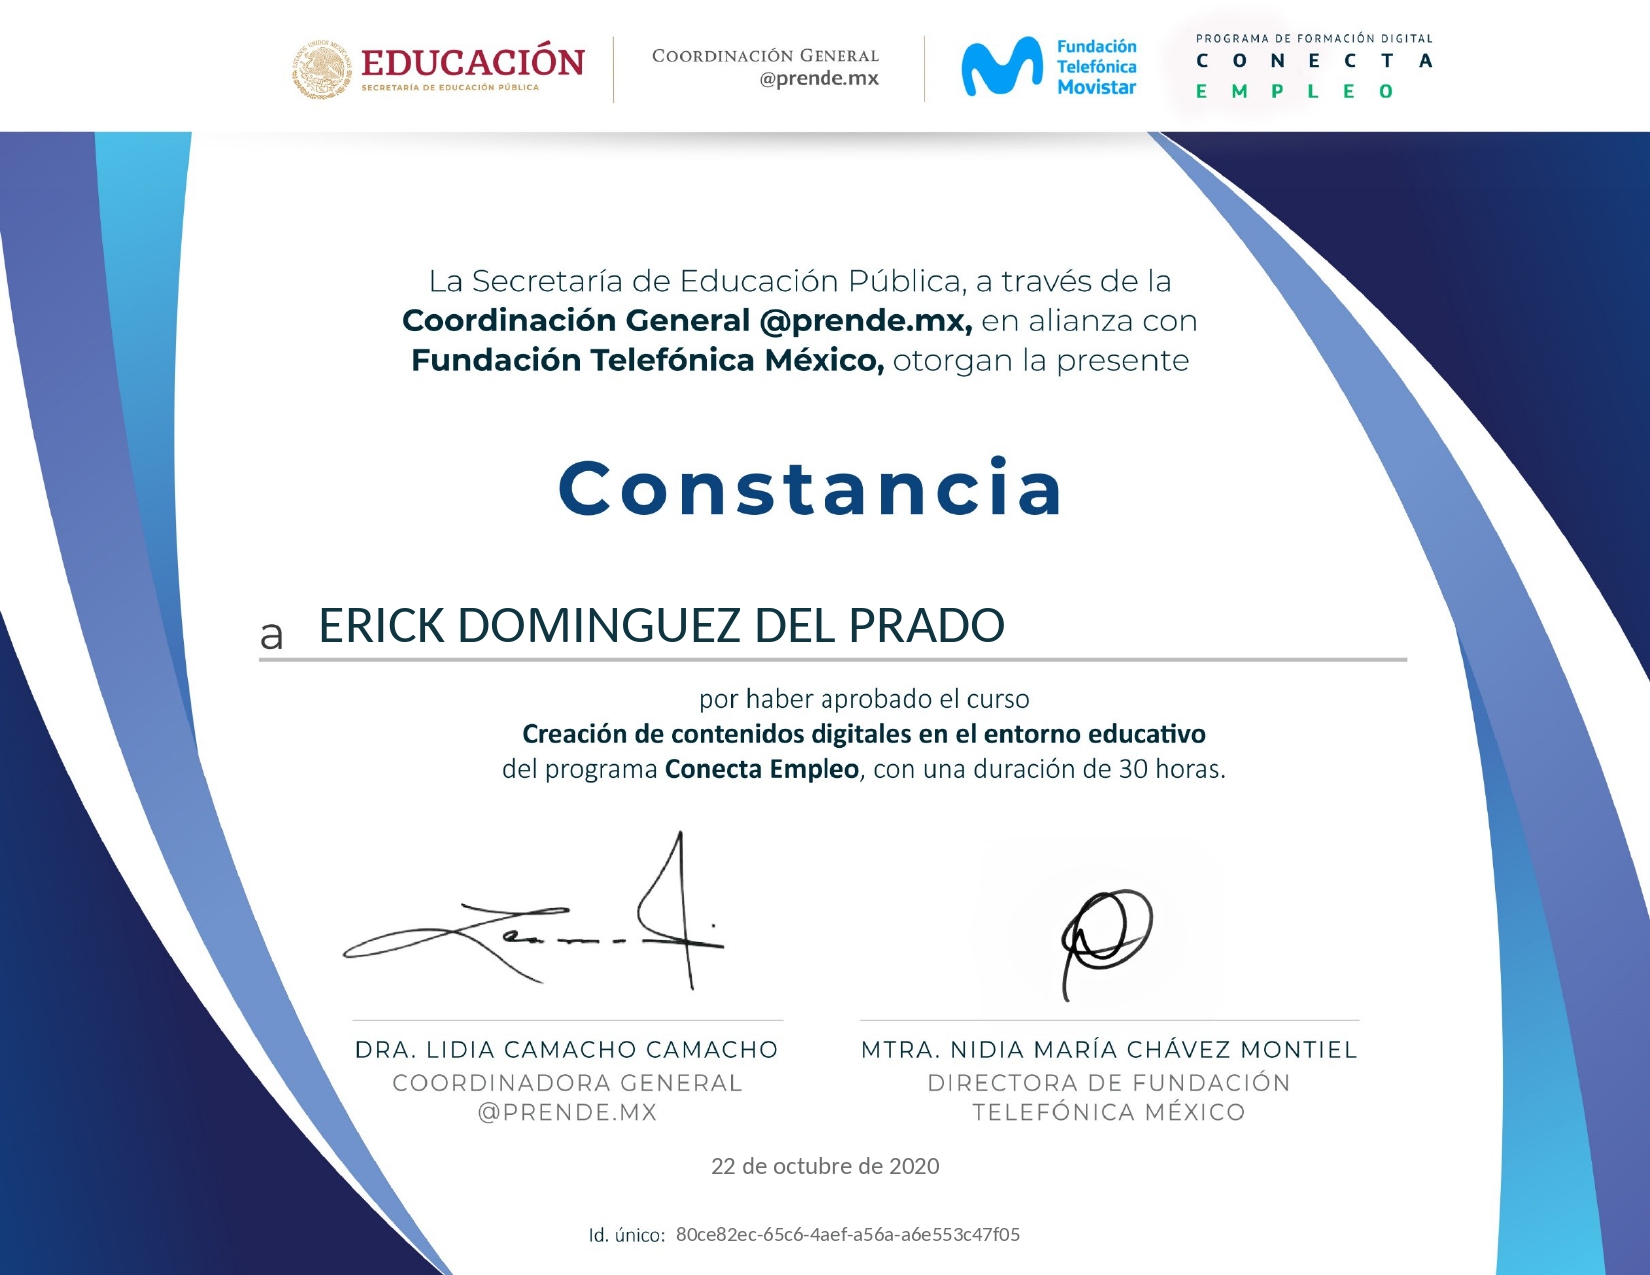 EDUCACIÓN
SECRETARÍA DE EDUCACIÓN PÚBLICA
COORDINACIÓN GENERAL
@prende.mx
Fundación
Telefónica
Movistar
PROGRAMA DE FORMACIÓN DIGITAL
CONECTA
EMPLEO
La Secretaría de Educación Pública, a través de la
Coordinación General @prende.mx, en alianza con
Fundación Telefónica México, otorgan la presente
Constancia
a ERICK DOMINGUEZ DEL PRADO
por haber aprobado el curso
Creación de contenidos digitales en el entorno educativo
del programa Conecta Empleo, con una duración de 30 horas.
DRA. LIDIA CAMACHO CAMACHO
COORDINADORA GENERAL
@PRENDE.MX
MTRA. NIDIA MARÍA CHÁVEZ MONTIEL
DIRECTORA DE FUNDACIÓN
TELEFÓNICA MÉXICO
22 de octubre de 2020
Id. único: 80ce82ec-65c6-4aef-a56a-a6e553c47f05